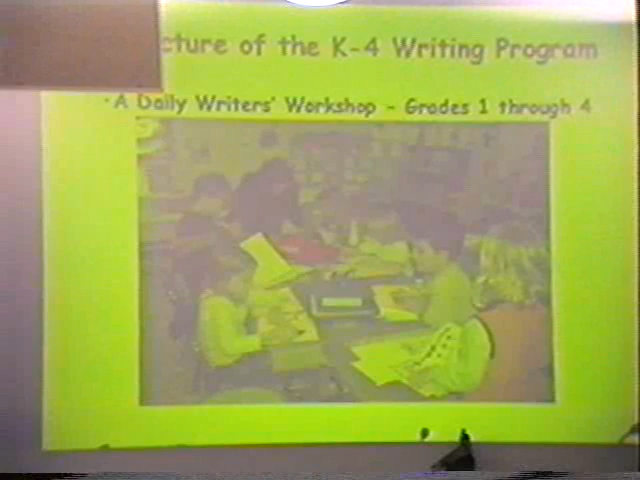 cture of the K-4 Writing Program
· A Daily Writers' Workshop - Grades 1 through 4